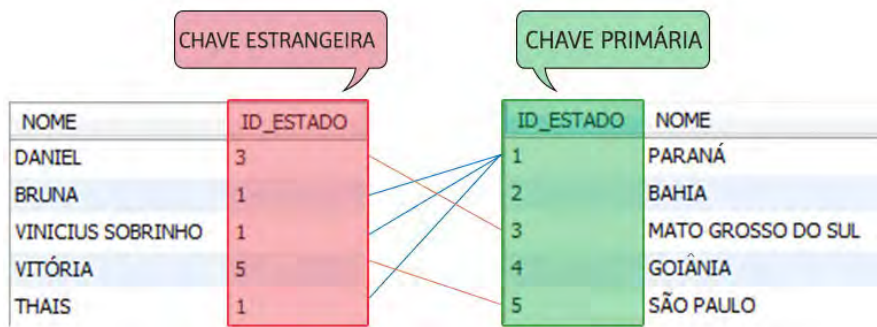 CHAVE ESTRANGEIRA
CHAVE PRIMÁRIA
NOME ID_ESTADO
DANIEL 3
BRUNA 1
VINICIUS SOBRINHO 1
VITÓRIA 5
THAIS 1
ID_ESTADO NOME
1 PARANÁ
2 BAHIA
3 MATO GROSSO DO SUL
4 GOIÂNIA
5 SÃO PAULO